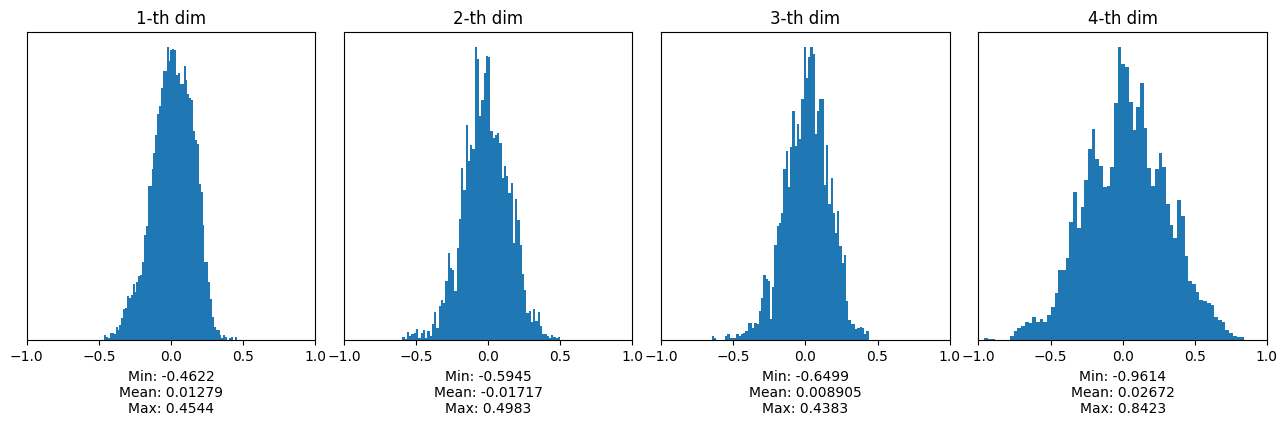 1-th dim
2-th dim
3-th dim
4-th dim
−1.0 −0.5 0.0 0.5 1.0
−1.0 −0.5 0.0 0.5 1.0
−1.0 −0.5 0.0 0.5 1.0
−1.0 −0.5 0.0 0.5 1.0
Min: -0.4622
Mean: 0.01279
Max: 0.4544
Min: -0.5945
Mean: -0.01717
Max: 0.4983
Min: -0.6499
Mean: 0.008905
Max: 0.4383
Min: -0.9614
Mean: 0.02672
Max: 0.8423